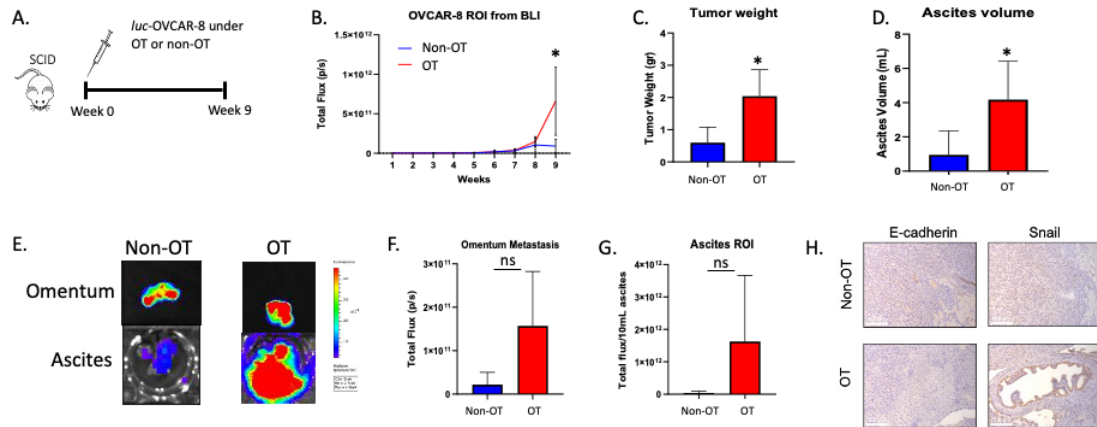 A.
luc-OVCAR-8 under
OT or non-OT
SCID
Week 0
Week 9
B.
OVCAR-8 ROI from BLI
Total Flux (p/s)
1.5×10¹²
1×10¹²
5×10¹¹
0
Non-OT
OT
*
1 2 3 4 5 6 7 8 9
Weeks
C.
Tumor weight
Tumor Weight (gr)
4
3
2
1
0
*
Non-OT OT
D.
Ascites volume
Ascites Volume (mL)
8
6
4
2
0
*
Non-OT OT
E.
Non-OT OT
Omentum
Ascites
F.
Omentum Metastasis
Total Flux (p/s)
3×10¹¹
2×10¹¹
1×10¹¹
0
ns
Non-OT OT
G.
Ascites ROI
Total flux/10mL ascites
4×10¹²
3×10¹²
2×10¹²
1×10¹²
0
ns
Non-OT OT
H.
E-cadherin Snail
Non-OT
OT